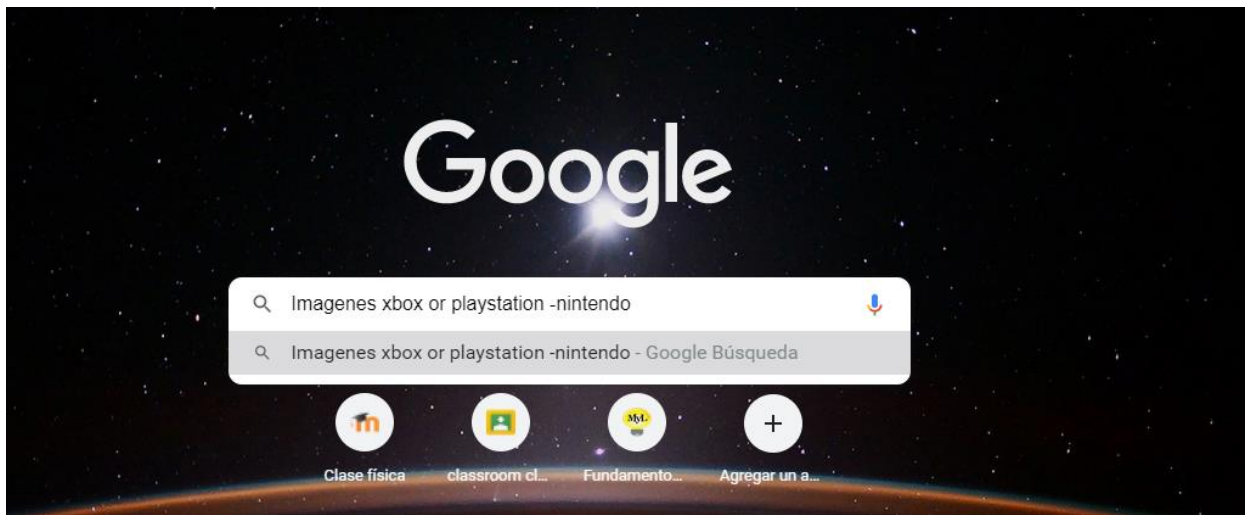 Google
Imagenes xbox or playstation -nintendo
Imagenes xbox or playstation -nintendo - Google Búsqueda
m
MyL
Clase física classroom cl... Fundamento... Agregar un a...